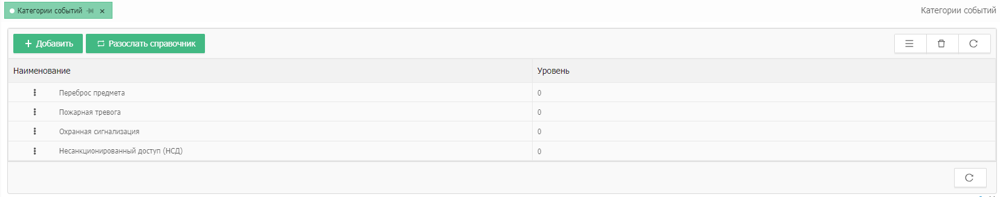 Категории событий
Категории событий
Добавить
Разослать справочник
Наименование Уровень
Переброс предмета 0
Пожарная тревога 0
Охранная сигнализация 0
Несанкционированный доступ (НСД) 0